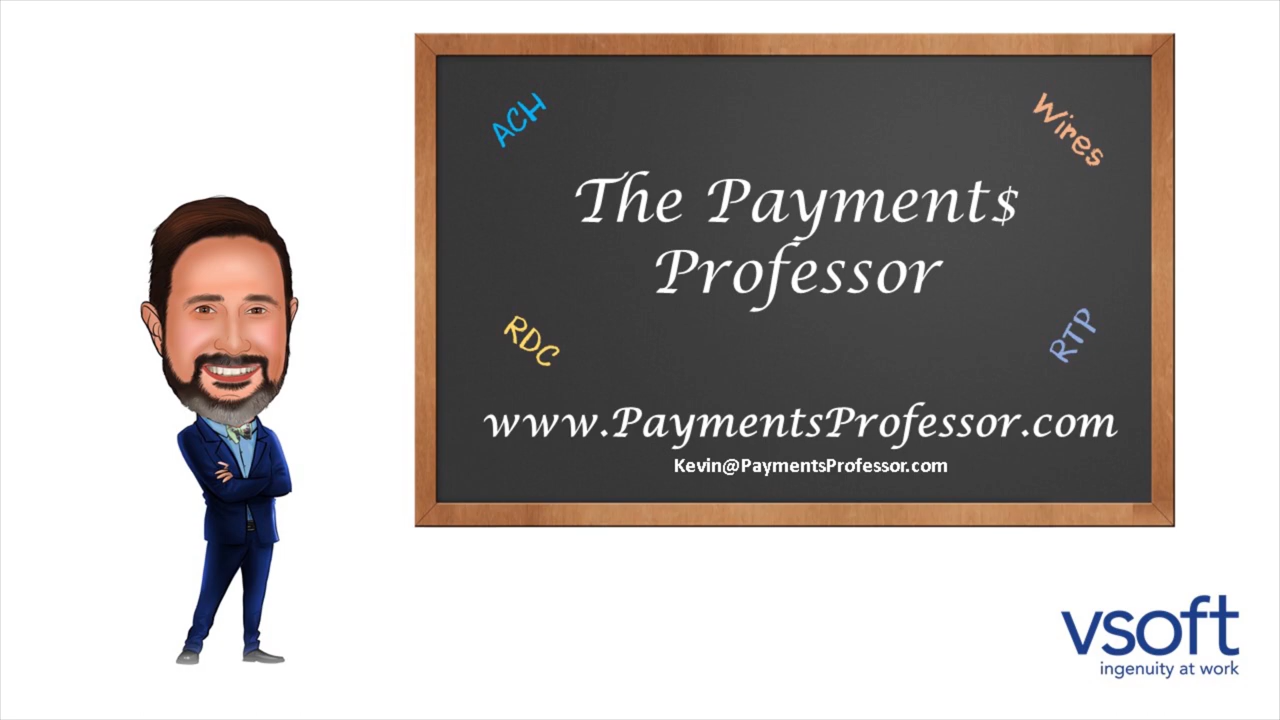 ACH
Wires
The Payment$
Professor
RDC
RTP
www.PaymentsProfessor.com
Kevin@PaymentsProfessor.com
vsoft
ingenuity at work